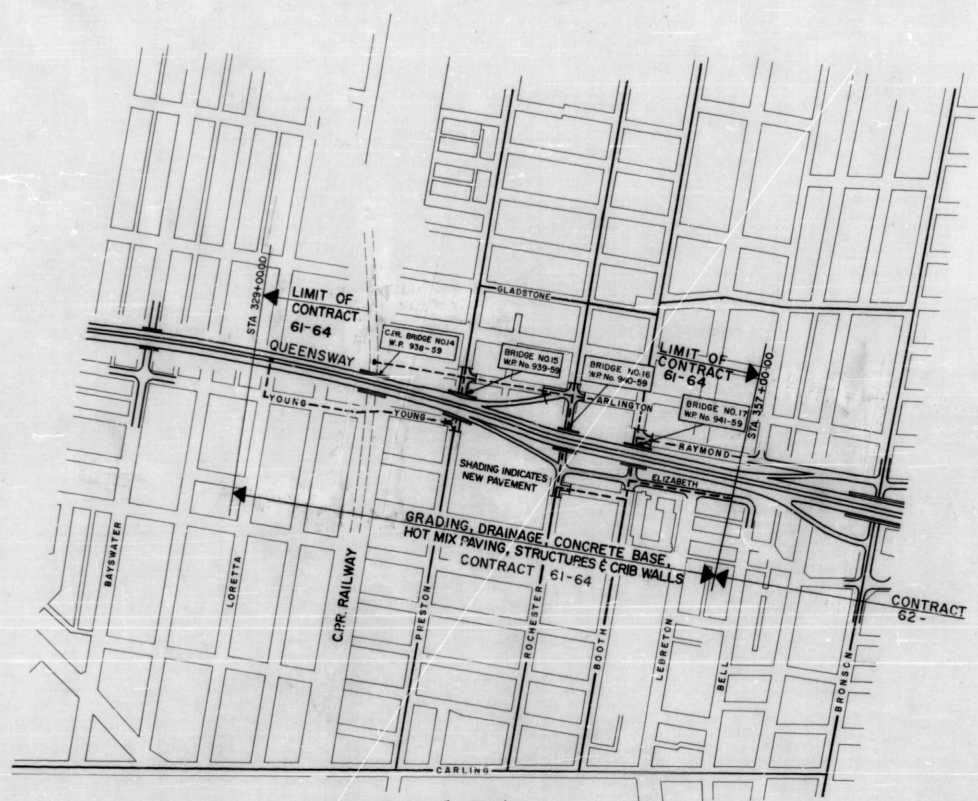 GLADSTONE
STA 329+00.00
LIMIT OF
CONTRACT
61-64
QUEENSWAY
C.P.R. BRIDGE NO.14
W.P. 938-59
BRIDGE NO.15
W.P. No. 939-59
BRIDGE NO.16
W.P. No. 940-59
LIMIT OF
CONTRACT
61-64
STA 357+00.00
BRIDGE NO. 17
W.P. No. 941-59
YOUNG
YOUNG
ARLINGTON
RAYMOND
ELIZABETH
SHADING INDICATES
NEW PAVEMENT
GRADING, DRAINAGE, CONCRETE BASE,
HOT MIX PAVING, STRUCTURES & CRIB WALLS
CONTRACT 61-64
CONTRACT
62-
BAYSWATER
LORETTA
C.P.R. RAILWAY
PRESTON
ROCHESTER
BOOTH
LEBRETON
BELL
BRONSON
CARLING